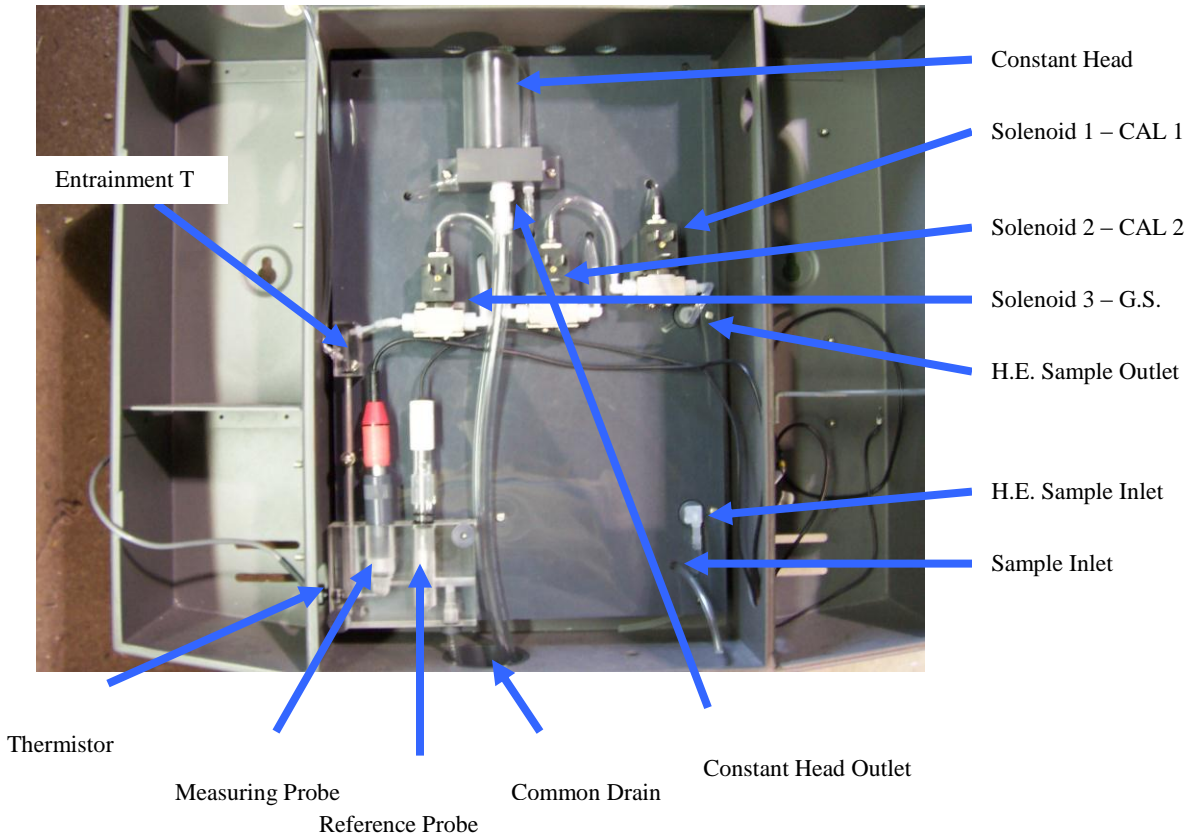 Constant Head
Solenoid 1 – CAL 1
Entrainment T
Solenoid 2 – CAL 2
Solenoid 3 – G.S.
H.E. Sample Outlet
H.E. Sample Inlet
Sample Inlet
Thermistor
Constant Head Outlet
Measuring Probe
Common Drain
Reference Probe